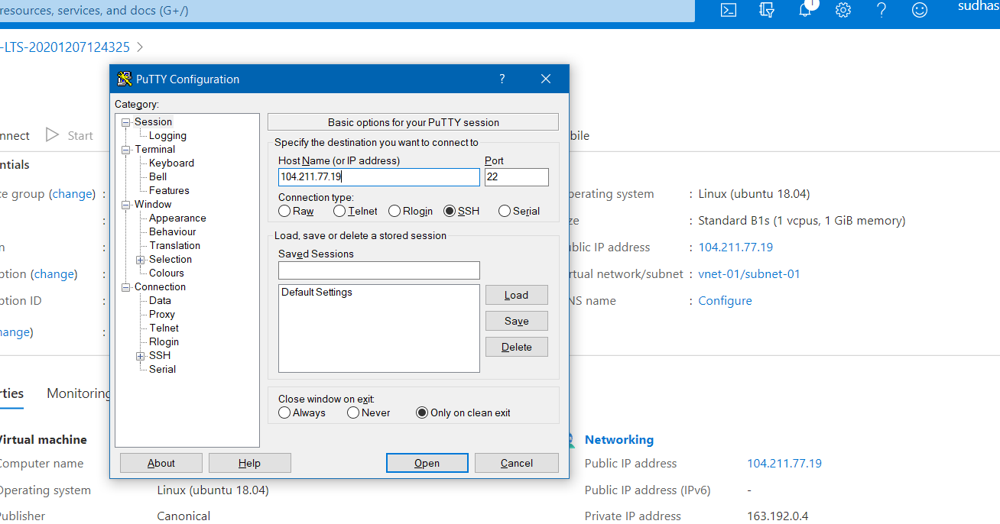 resources, services, and docs (G+/)
1
sudhas
-LTS-20201207124325 >
PuTTY Configuration
?
Category:
Session
Logging
Terminal
Keyboard
Bell
Features
Window
Appearance
Behaviour
Translation
Selection
Colours
Connection
Data
Proxy
Telnet
Rlogin
SSH
Serial
Basic options for your PuTTY session
Specify the destination you want to connect to
Host Name (or IP address) Port
104.211.77.19 22
Connection type:
Raw Telnet Rlogin SSH Serial
Load, save or delete a stored session
Saved Sessions
Default Settings
Load
Save
Delete
Close window on exit:
Always Never Only on clean exit
About Help Open Cancel
nnect Start bile
ntials
ce group (change) : perating system : Linux (ubuntu 18.04)
: ze : Standard B1s (1 vcpus, 1 GiB memory)
n : ublic IP address : 104.211.77.19
ption (change) : rtual network/subnet : vnet-01/subnet-01
ption ID : NS name : Configure
hange) :
rties Monitoring
Virtual machine
Computer name
Operating system Linux (ubuntu 18.04)
Publisher Canonical
Networking
Public IP address 104.211.77.19
Public IP address (IPv6) -
Private IP address 163.192.0.4